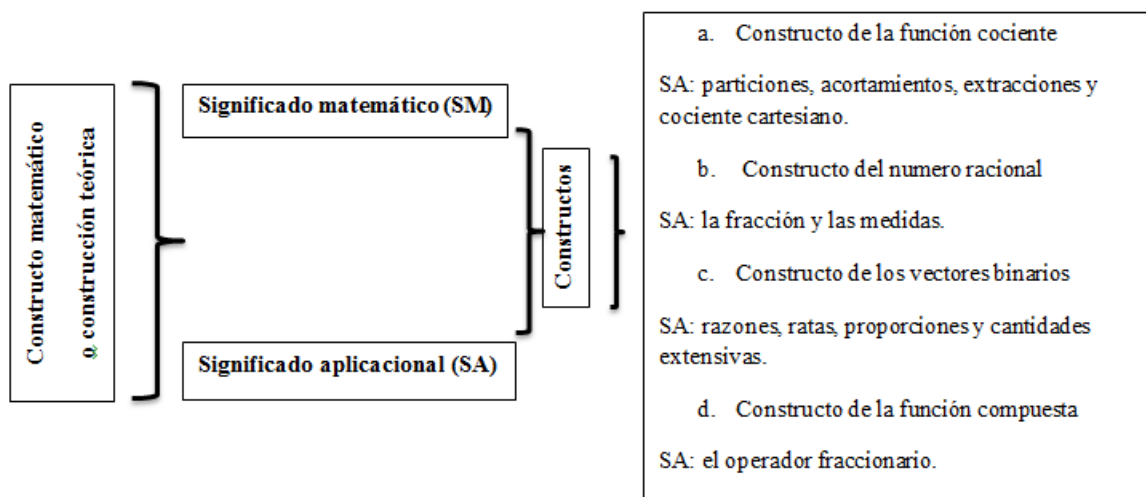 Constructo matemático
o construcción teórica
Significado matemático (SM)
Significado aplicacional (SA)
Constructos
a. Constructo de la función cociente
SA: particiones, acortamientos, extracciones y
cociente cartesiano.
b. Constructo del numero racional
SA: la fracción y las medidas.
c. Constructo de los vectores binarios
SA: razones, ratas, proporciones y cantidades
extensivas.
d. Constructo de la función compuesta
SA: el operador fraccionario.